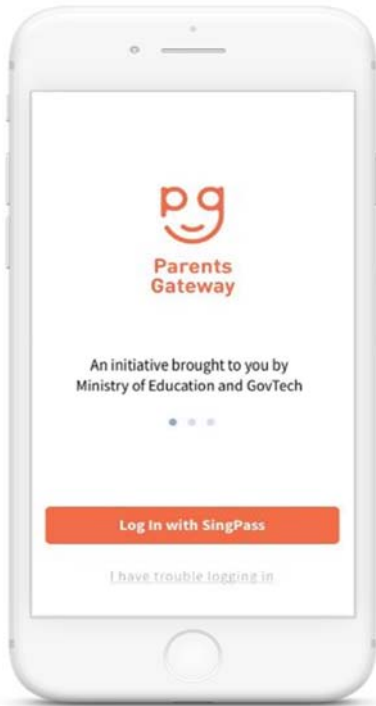 pg
Parents
Gateway
An initiative brought to you by
Ministry of Education and GovTech
Log In with SingPass
I have trouble logging in